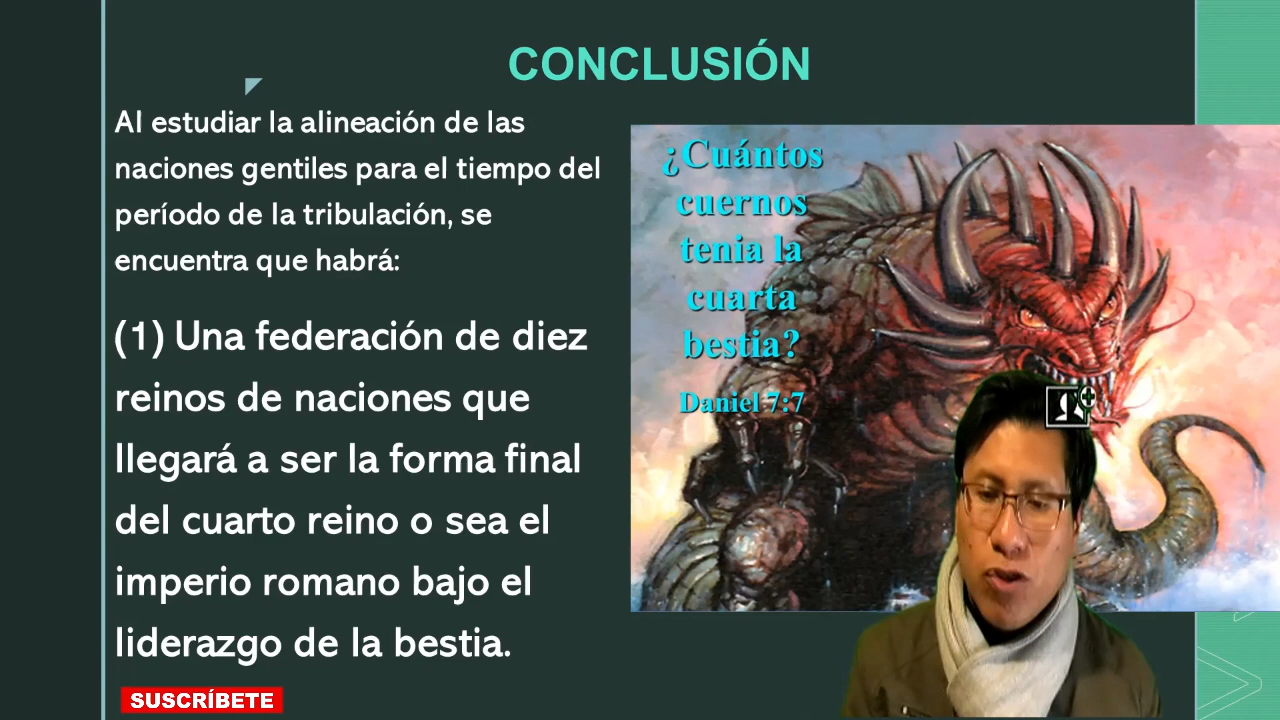 CONCLUSIÓN
Al estudiar la alineación de las
naciones gentiles para el tiempo del
período de la tribulación, se
encuentra que habrá:
(1) Una federación de diez
reinos de naciones que
llegará a ser la forma final
del cuarto reino o sea el
imperio romano bajo el
liderazgo de la bestia.
¿Cuántos
cuernos
tenia la
cuarta
bestia?
Daniel 7:7
SUSCRÍBETE